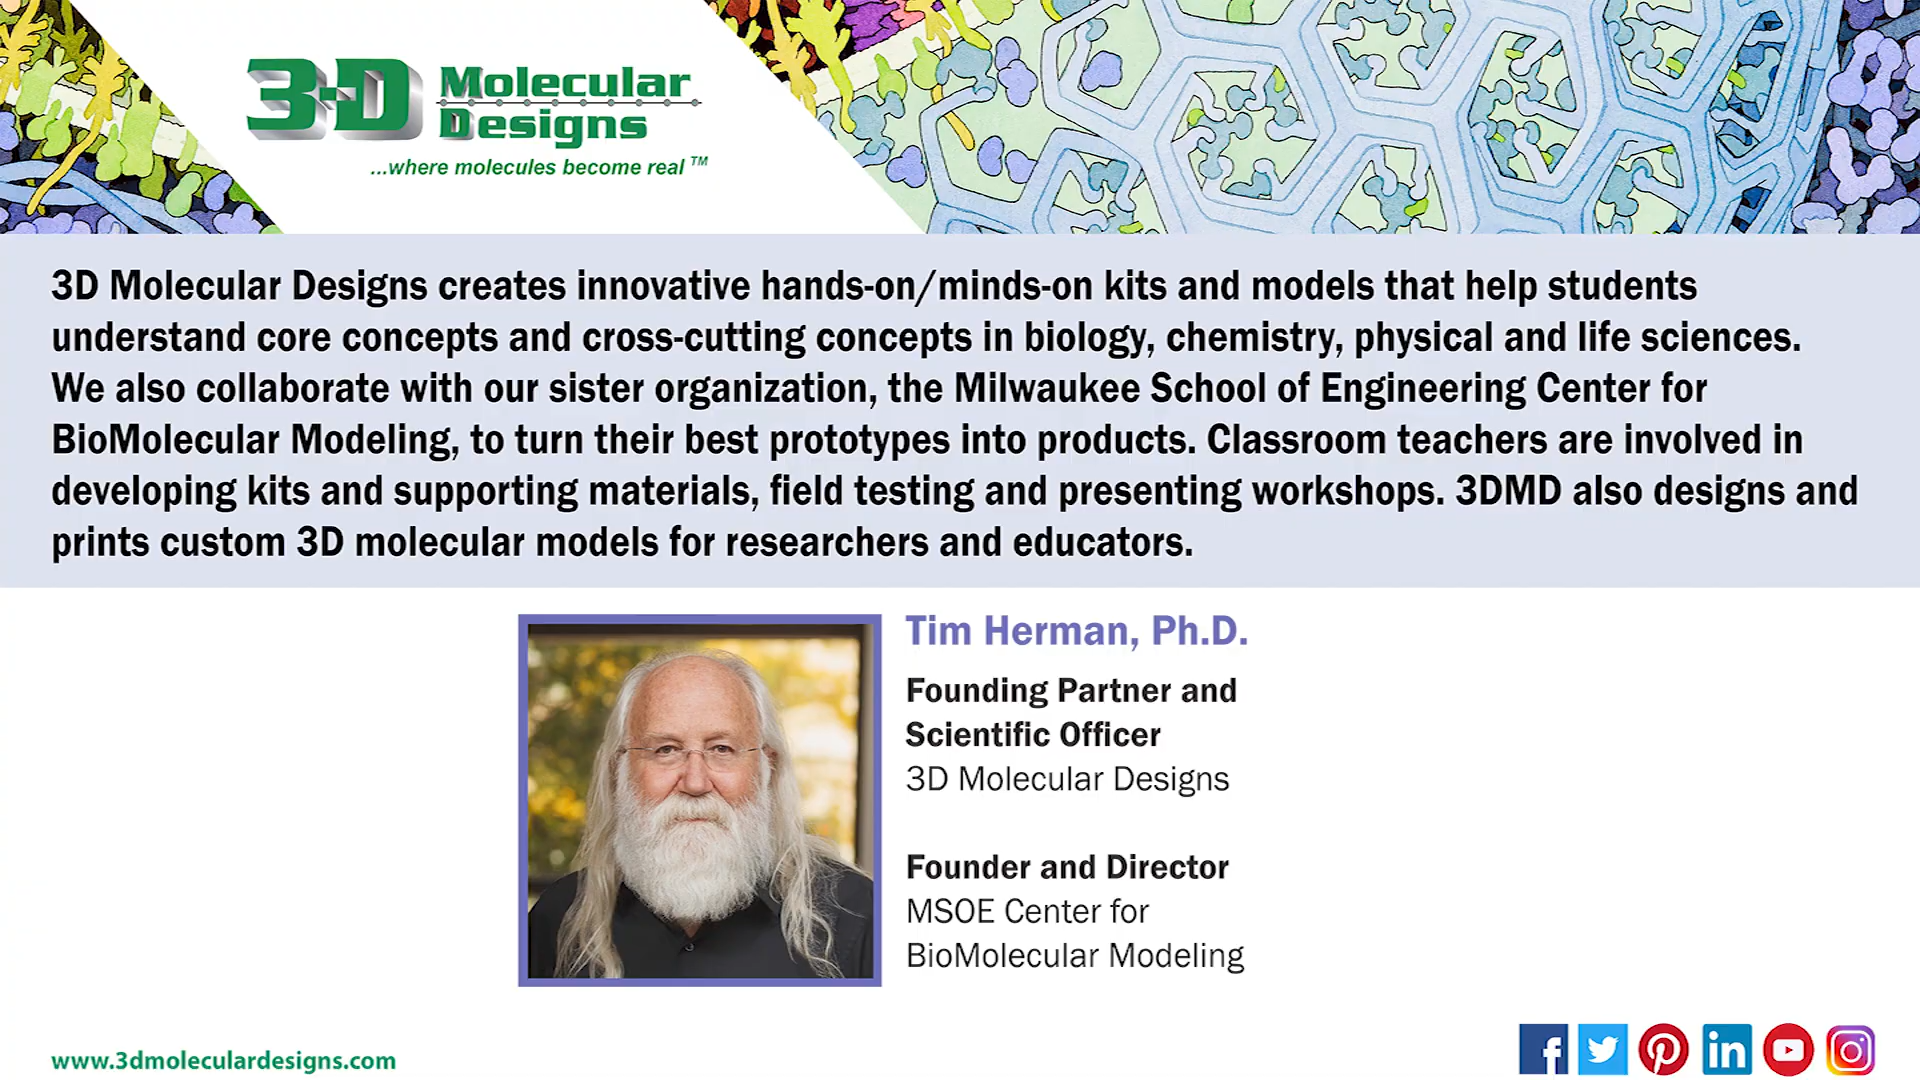 3-D Molecular
Designs
...where molecules become real ™
3D Molecular Designs creates innovative hands-on/minds-on kits and models that help students
understand core concepts and cross-cutting concepts in biology, chemistry, physical and life sciences.
We also collaborate with our sister organization, the Milwaukee School of Engineering Center for
BioMolecular Modeling, to turn their best prototypes into products. Classroom teachers are involved in
developing kits and supporting materials, field testing and presenting workshops. 3DMD also designs and
prints custom 3D molecular models for researchers and educators.
Tim Herman, Ph.D.
Founding Partner and
Scientific Officer
3D Molecular Designs
Founder and Director
MSOE Center for
BioMolecular Modeling
www.3dmoleculardesigns.com